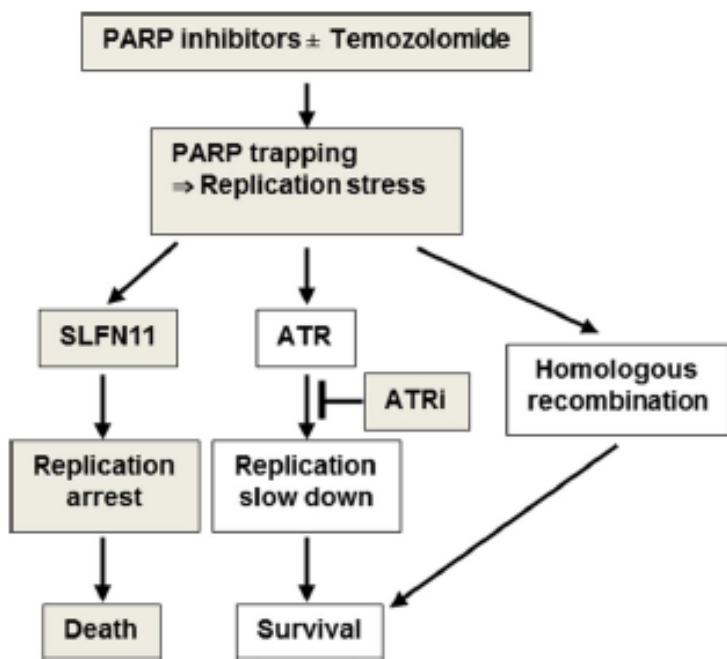 PARP inhibitors ± Temozolomide
PARP trapping
⇒ Replication stress
SLFN11
ATR
ATRi
Homologous
recombination
Replication
arrest
Replication
slow down
Death
Survival